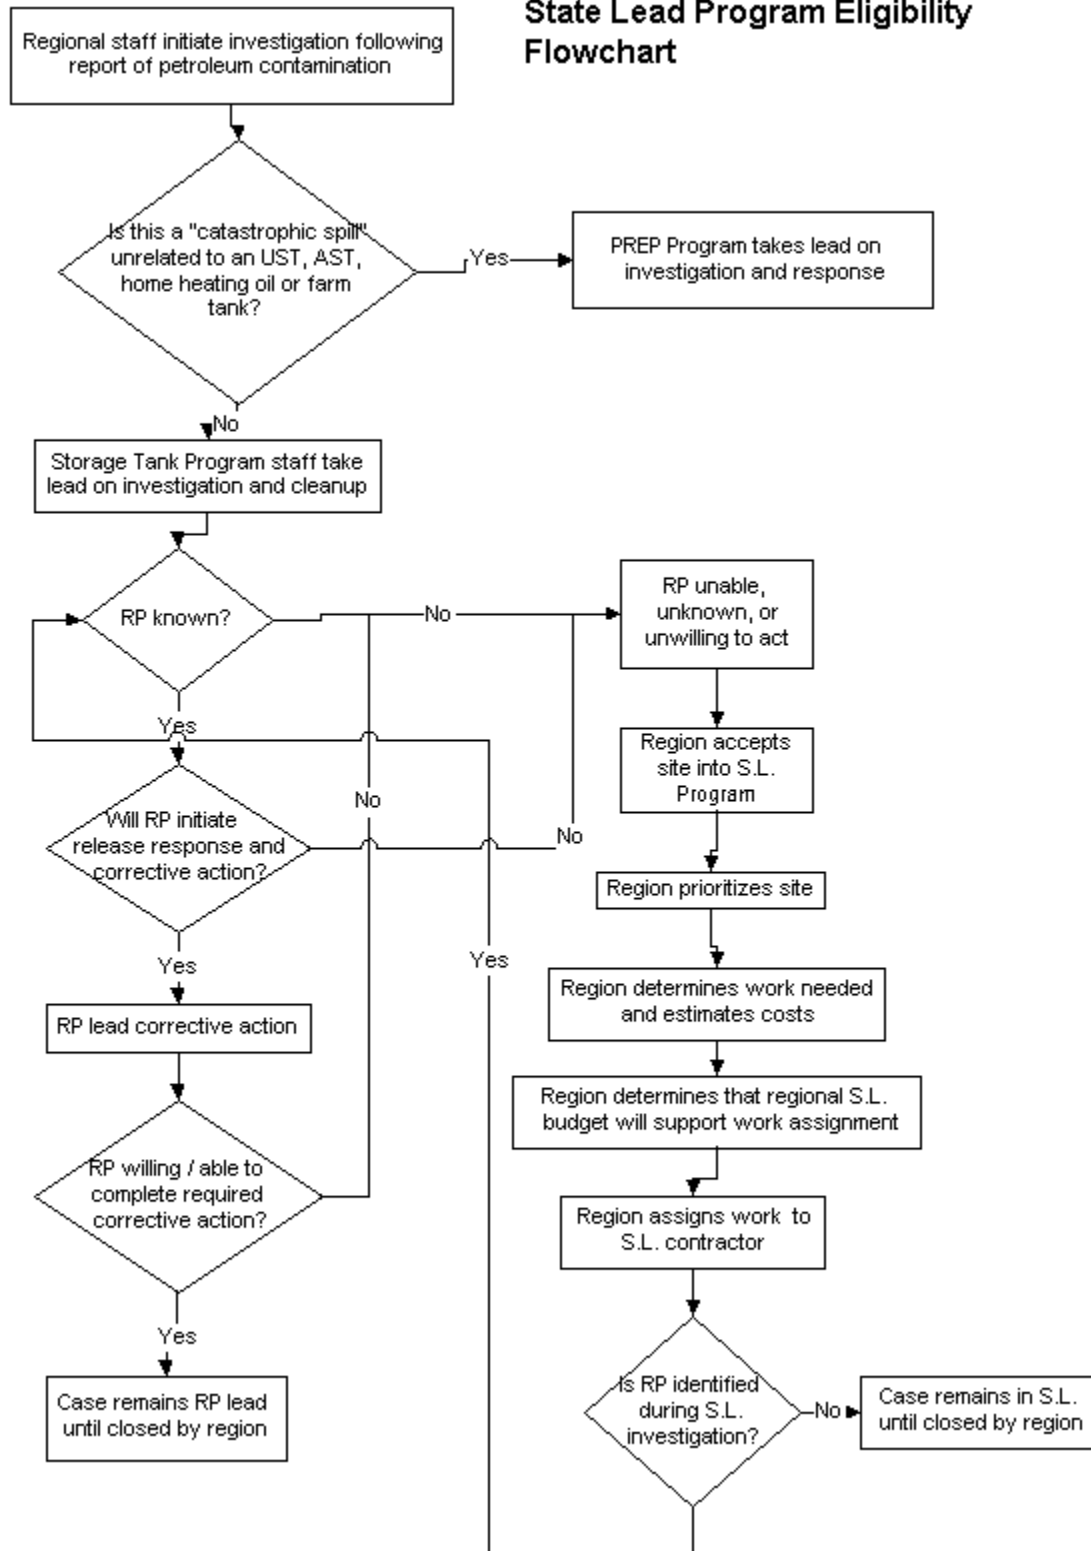 State Lead Program Eligibility
Flowchart
Regional staff initiate investigation following
report of petroleum contamination
Is this a "catastrophic spill"
unrelated to an UST, AST,
home heating oil or farm
tank?
Yes
PREP Program takes lead on
investigation and response
No
Storage Tank Program staff take
lead on investigation and cleanup
RP known?
No
RP unable,
unknown, or
unwilling to act
Yes
Region accepts
site into S.L.
Program
Will RP initiate
release response and
corrective action?
No
No
Region prioritizes site
Yes
Yes
Region determines work needed
and estimates costs
RP lead corrective action
Region determines that regional S.L.
budget will support work assignment
RP willing / able to
complete required
corrective action?
Region assigns work to
S.L. contractor
Yes
Case remains RP lead
until closed by region
Is RP identified
during S.L.
investigation?
No
Case remains in S.L.
until closed by region